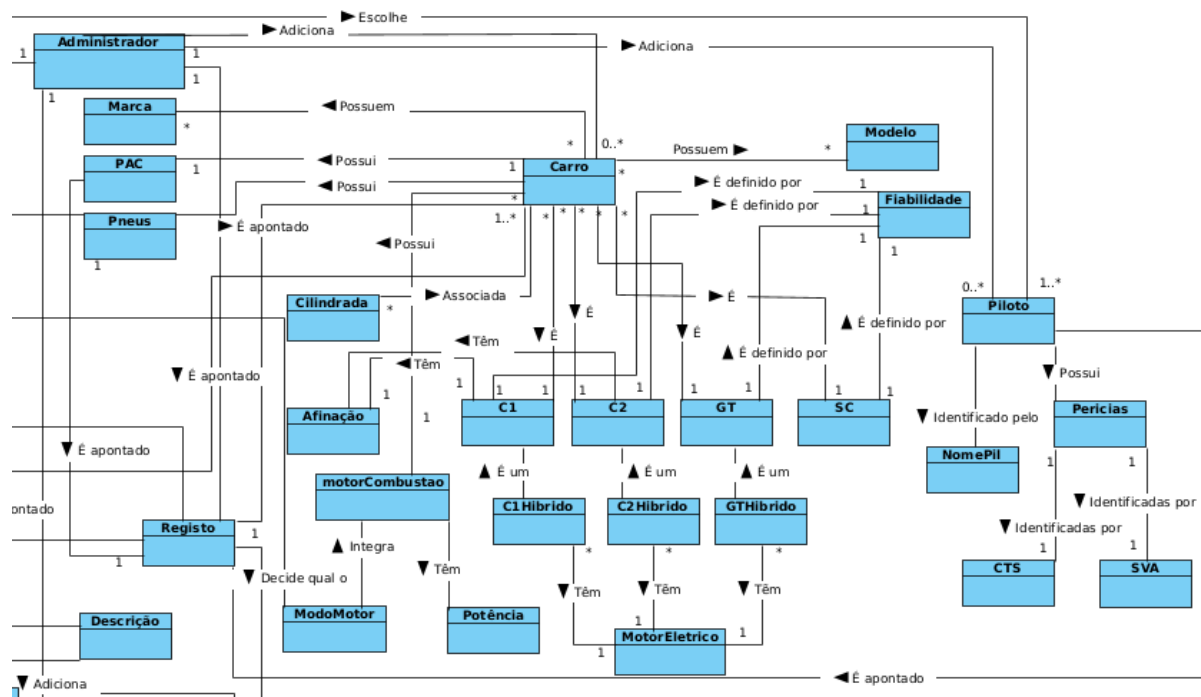 Escolhe
Administrador
Adiciona
1
1
Adiciona
1
1
Marca
Possuem
*
Modelo
*
0..*
Possuem
*
PAC
Possui
1
1
Carro
*
É definido por
1
Possui
*
Fiabilidade
Pneus
É apontado
1..*
*
*
*
*
*
É definido por
1
1
1
1
Possui
Cilindrada
*
Associada
É
0..*
1..*
Piloto
É
É
É
É definido por
Têm
É definido por
Têm
É apontado
Possui
1
1
1
1
1
1
1
1
1
Afinação
C1
C2
GT
SC
Pericias
1
Identificado pelo
É apontado
NomePil
É um
É um
É um
1
1
motorCombustao
C1Hibrido
C2Hibrido
GTHibrido
Identificadas por
ontado
Registo
1
Identificadas por
1
Integra
*
*
*
1
1
CTS
SVA
Decide qual o
Têm
Têm
Têm
Têm
ModoMotor
Potência
Descrição
1
1
MotorEletrico
1
Adiciona
É apontado